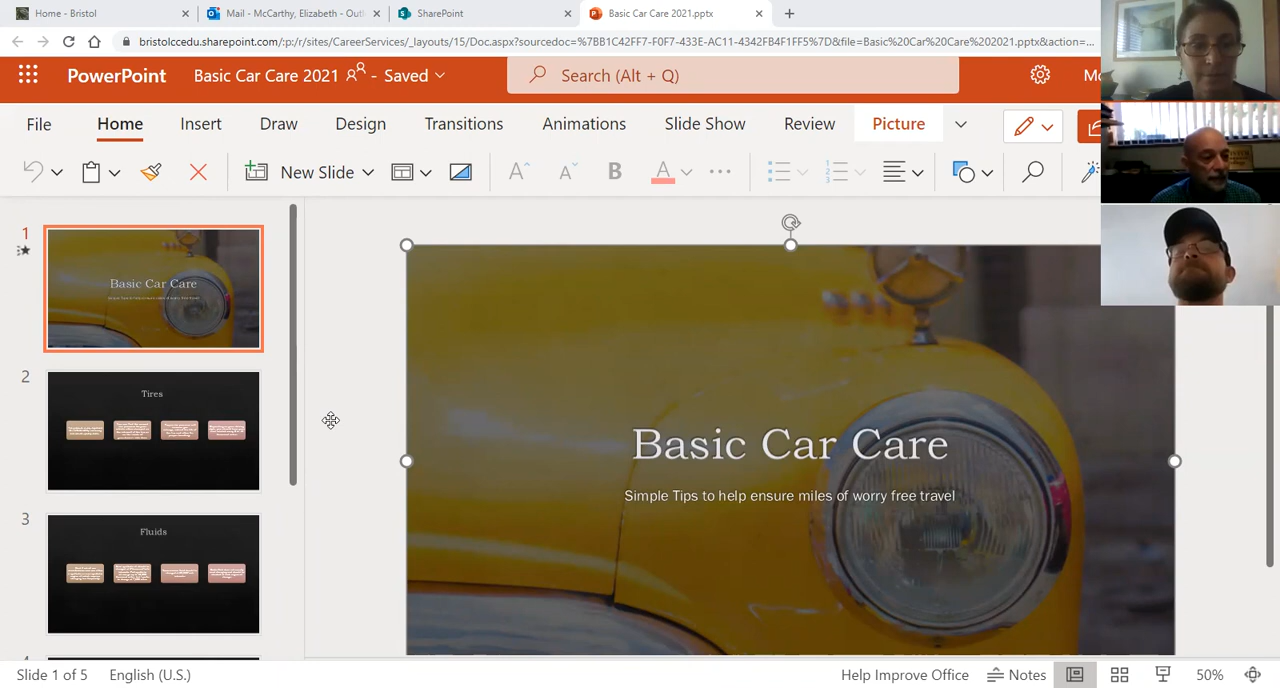 Home - Bristol
Mail - McCarthy, Elizabeth - Outl
SharePoint
Basic Car Care 2021.pptx
bristolccedu.sharepoint.com/:p:/r/sites/CareerServices/_layouts/15/Doc.aspx?sourcedoc=%7BB1C42FF7-F0F7-433E-AC11-4342FB4F1FF5%7D&file=Basic%20Car%20Care%202021.pptx&action=...
PowerPoint
Basic Car Care 2021 - Saved
Search (Alt + Q)
Mc
File
Home
Insert
Draw
Design
Transitions
Animations
Slide Show
Review
Picture
New Slide
B
A
1
Basic Car Care
2
Tires
3
Fluids
Basic Car Care
Simple Tips to help ensure miles of worry free travel
Slide 1 of 5
English (U.S.)
Help Improve Office
Notes
50%